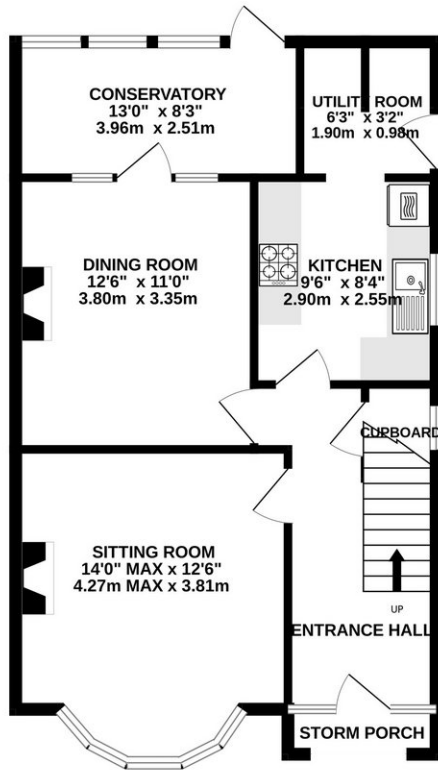 CONSERVATORY
13'0" x 8'3"
3.96m x 2.51m
UTILITY ROOM
6'3" x 3'2"
1.90m x 0.98m
DINING ROOM
12'6" x 11'0"
3.80m x 3.35m
KITCHEN
9'6" x 8'4"
2.90m x 2.55m
CUPBOARD
SITTING ROOM
14'0" MAX x 12'6"
4.27m MAX x 3.81m
UP
ENTRANCE HALL
STORM PORCH